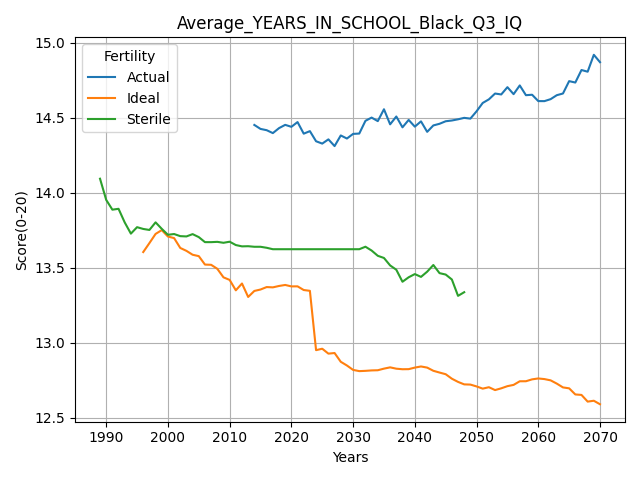 Average_YEARS_IN_SCHOOL_Black_Q3_IQ
Fertility
Actual
Ideal
Sterile
Score(0-20)
15.0
14.5
14.0
13.5
13.0
12.5
1990 2000 2010 2020 2030 2040 2050 2060 2070
Years